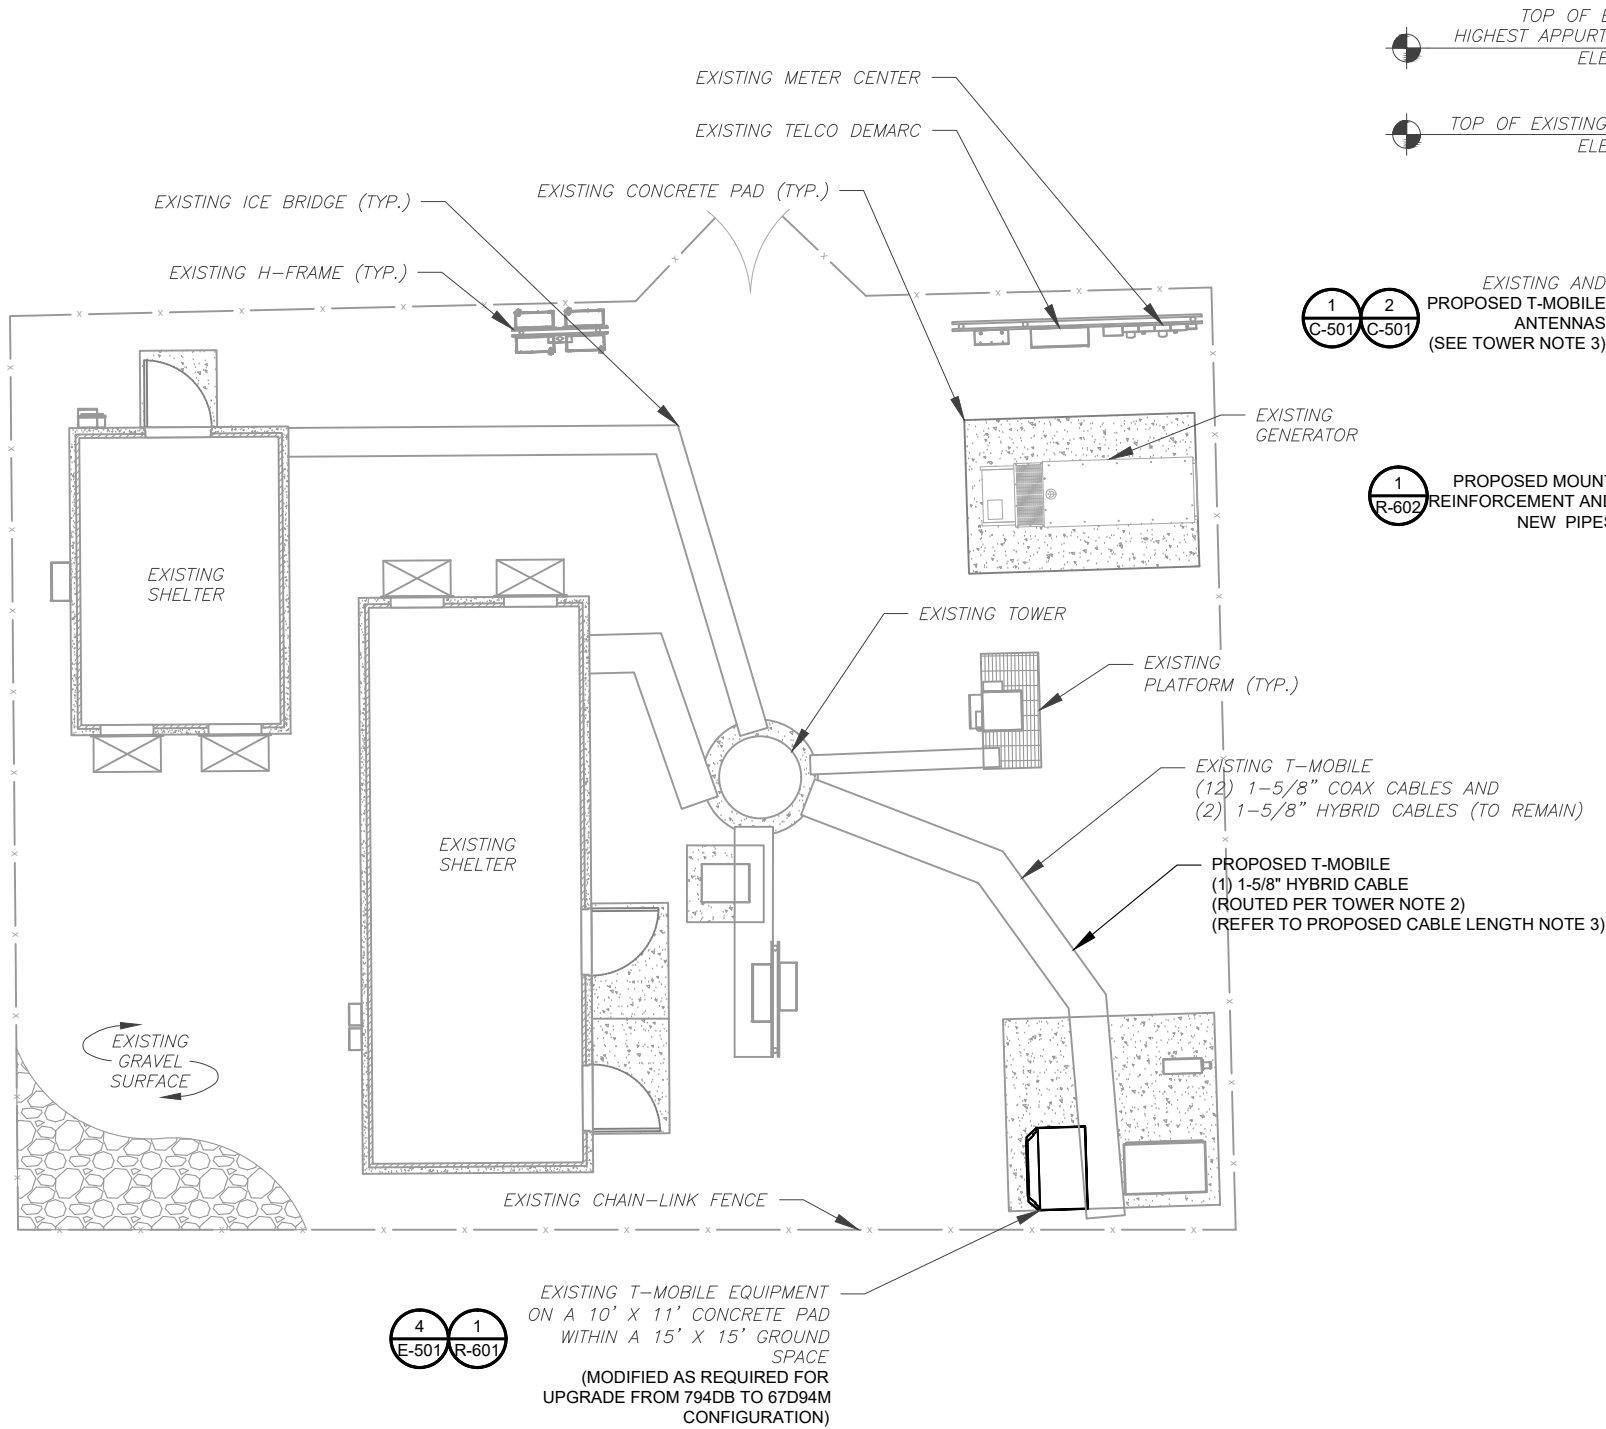 TOP OF
HIGHEST
TOP OF EXISTING
EXISTING METER CENTER
EXISTING TELCO DEMARC
EXISTING CONCRETE PAD (TYP.)
EXISTING ICE BRIDGE (TYP.)
EXISTING H-FRAME (TYP.)
1
C-501
2
C-501
EXISTING AND
PROPOSED T-MOBILE
ANTENNAS
(SEE TOWER NOTE 3)
EXISTING
GENERATOR
1
R-602
PROPOSED
REINFORCEMENT
NEW PIPES
EXISTING
SHELTER
EXISTING TOWER
EXISTING
PLATFORM (TYP.)
EXISTING T-MOBILE
(12) 1-5/8" COAX CABLES AND
(2) 1-5/8" HYBRID CABLES (TO REMAIN)
EXISTING
SHELTER
PROPOSED T-MOBILE
(1) 1-5/8" HYBRID CABLE
(ROUTED PER TOWER NOTE 2)
(REFER TO PROPOSED CABLE LENGTH NOTE 3)
EXISTING
GRAVEL
SURFACE
EXISTING CHAIN-LINK FENCE
4
E-501
1
R-601
EXISTING T-MOBILE EQUIPMENT
ON A 10' X 11' CONCRETE PAD
WITHIN A 15' X 15' GROUND
SPACE
(MODIFIED AS REQUIRED FOR
UPGRADE FROM 794DB TO 67D94M
CONFIGURATION)